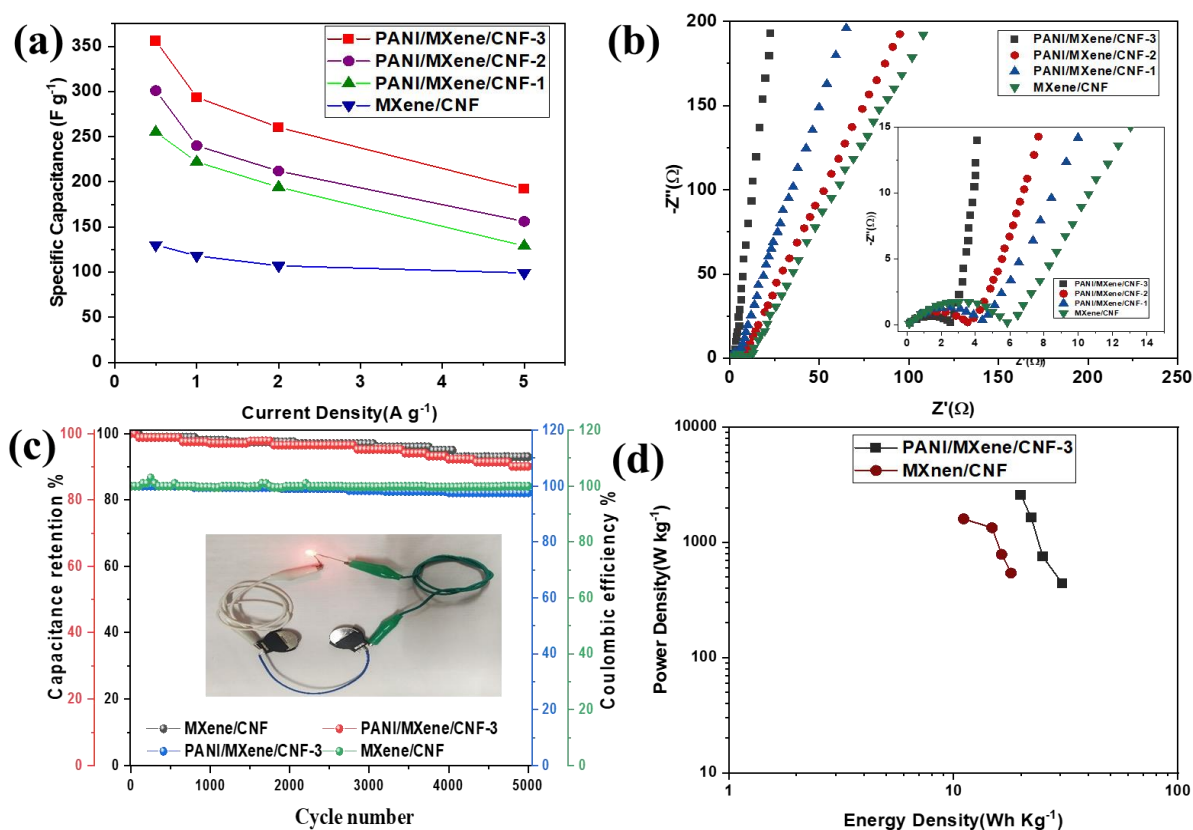 (a)
PANI/MXene/CNF-3
PANI/MXene/CNF-2
PANI/MXene/CNF-1
MXene/CNF
Specific Capacitance (F g⁻¹)
350
300
250
200
150
100
50
0
0 1 2 3 4 5
Current Density(A g⁻¹)
(b)
PANI/MXene/CNF-3
PANI/MXene/CNF-2
PANI/MXene/CNF-1
MXene/CNF
-Z''(Ω)
200
150
100
50
0
0 50 100 150 200 250
Z'(Ω)
-Z''(Ω))
15
10
5
0
0 2 4 6 8 10 12 14
Z'(Ω))
PANI/MXene/CNF-3
PANI/MXene/CNF-2
PANI/MXene/CNF-1
MXene/CNF
(c)
Capacitance retention %
100
80
60
40
20
0
100
80
60
40
20
0
0 1000 2000 3000 4000 5000
Cycle number
120
100
80
60
40
20
0
Coulombic efficiency %
120
100
80
60
40
20
0
MXene/CNF
PANI/MXene/CNF-3
PANI/MXene/CNF-3
MXene/CNF
(d)
PANI/MXene/CNF-3
MXnen/CNF
Power Density(W kg⁻¹)
10000
1000
100
10
1 10 100
Energy Density(Wh Kg⁻¹)